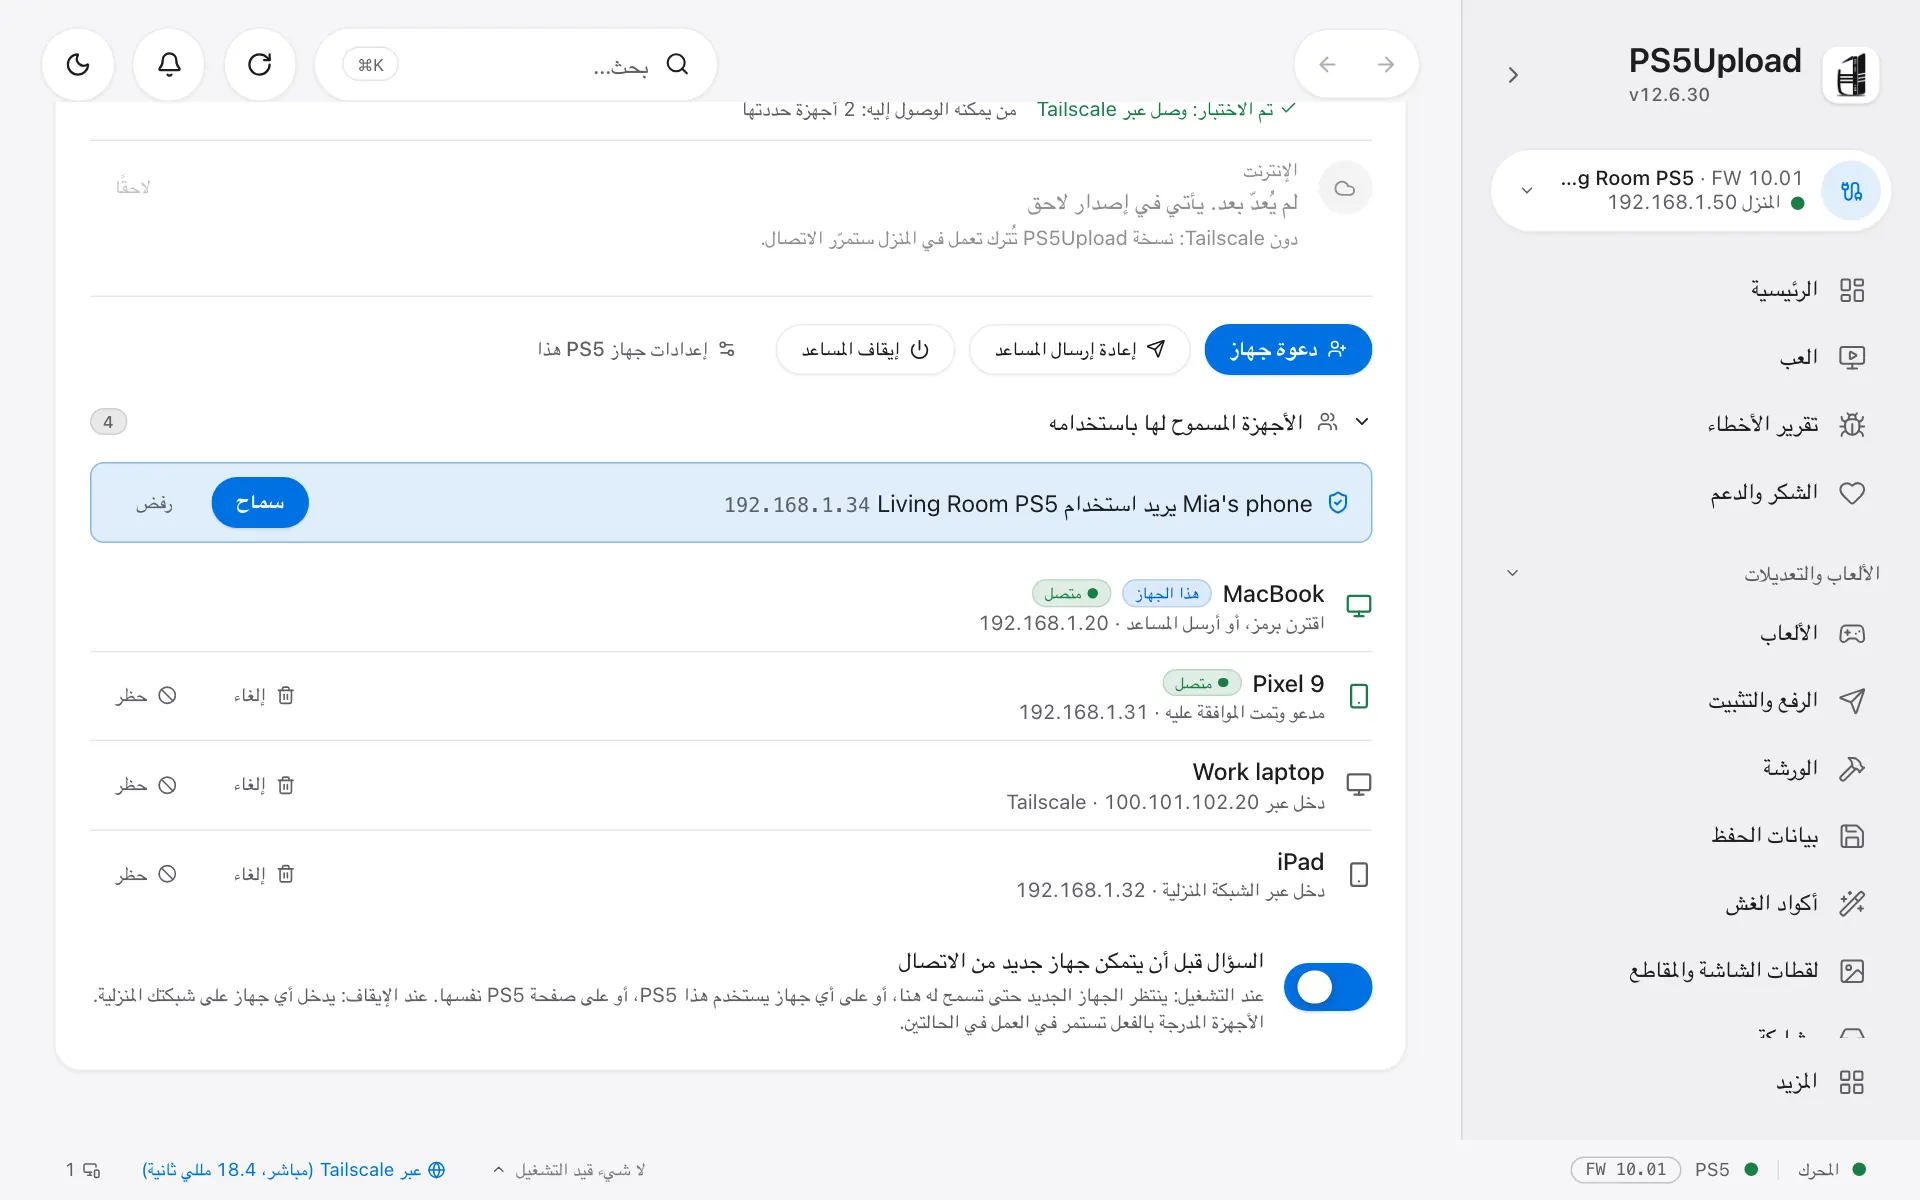 PS5Upload
v12.6.30
...g Room PS5 · FW 10.01
المنزل 192.168.1.50
الرئيسية
العب
تقرير الأخطاء
الشكر والدعم
الألعاب والتعديلات
الألعاب
الرفع والتثبيت
الورشة
بيانات الحفظ
أكواد الغش
لقطات الشاشة والمقاطع
المزيد
بحث...
⌘K
تم الاختبار: وصل عبر Tailscale من يمكنه الوصول إليه: 2 أجهزة حددتها
الإنترنت
لم يُعدّ بعد. يأتي في إصدار لاحق
دون Tailscale: نسخة PS5Upload تُترك تعمل في المنزل ستمرّر الاتصال.
لاحقًا
دعوة جهاز
إعادة إرسال المساعد
إيقاف المساعد
إعدادات جهاز PS5 هذا
الأجهزة المسموح لها باستخدامه
4
Mia's phone يريد استخدام Living Room PS5 192.168.1.34
سماح
رفض
MacBook هذا الجهاز متصل
اقترن برمز، أو أرسل المساعد · 192.168.1.20
Pixel 9 متصل
مدعو وتمت الموافقة عليه · 192.168.1.31
إلغاء
حظر
Work laptop
دخل عبر Tailscale · 100.101.102.20
إلغاء
حظر
iPad
دخل عبر الشبكة المنزلية · 192.168.1.32
إلغاء
حظر
السؤال قبل أن يتمكن جهاز جديد من الاتصال
عند التشغيل: ينتظر الجهاز الجديد حتى تسمح له هنا، أو على أي جهاز يستخدم هذا PS5، أو على صفحة PS5 نفسها. عند الإيقاف: يدخل أي جهاز على شبكتك المنزلية.
الأجهزة المدرجة بالفعل تستمر في العمل في الحالتين.
المحرك
PS5
FW 10.01
لا شيء قيد التشغيل
عبر Tailscale (مباشر، 18.4 مللي ثانية)
1